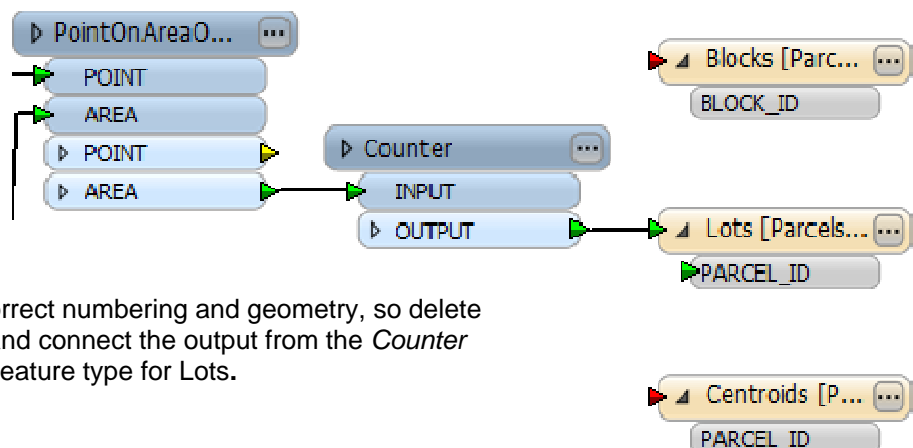 PointOnAreaO...
POINT
AREA
POINT
AREA
Counter
INPUT
OUTPUT
Blocks [Parc...
BLOCK_ID
Lots [Parcels...
PARCEL_ID
orrect numbering and geometry, so delete
nd connect the output from the Counter
eature type for Lots.
Centroids [P...
PARCEL_ID